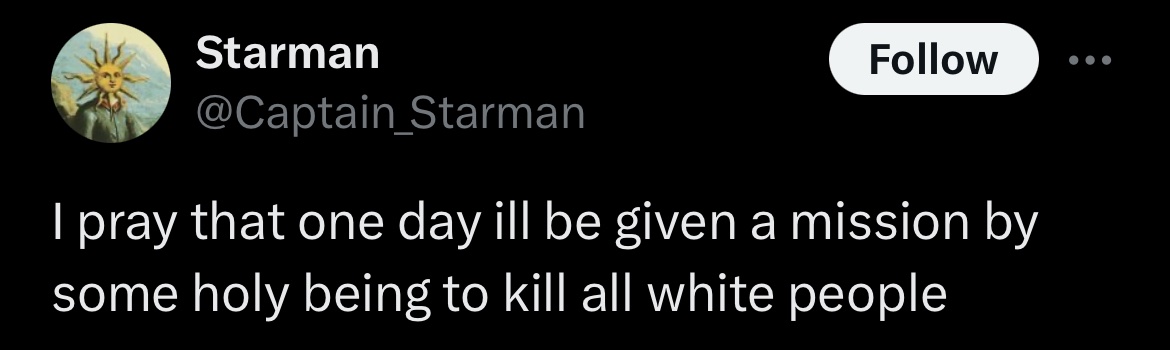 Starman
Follow
@Captain_Starman
I pray that one day ill be given a mission by
some holy being to kill all white people